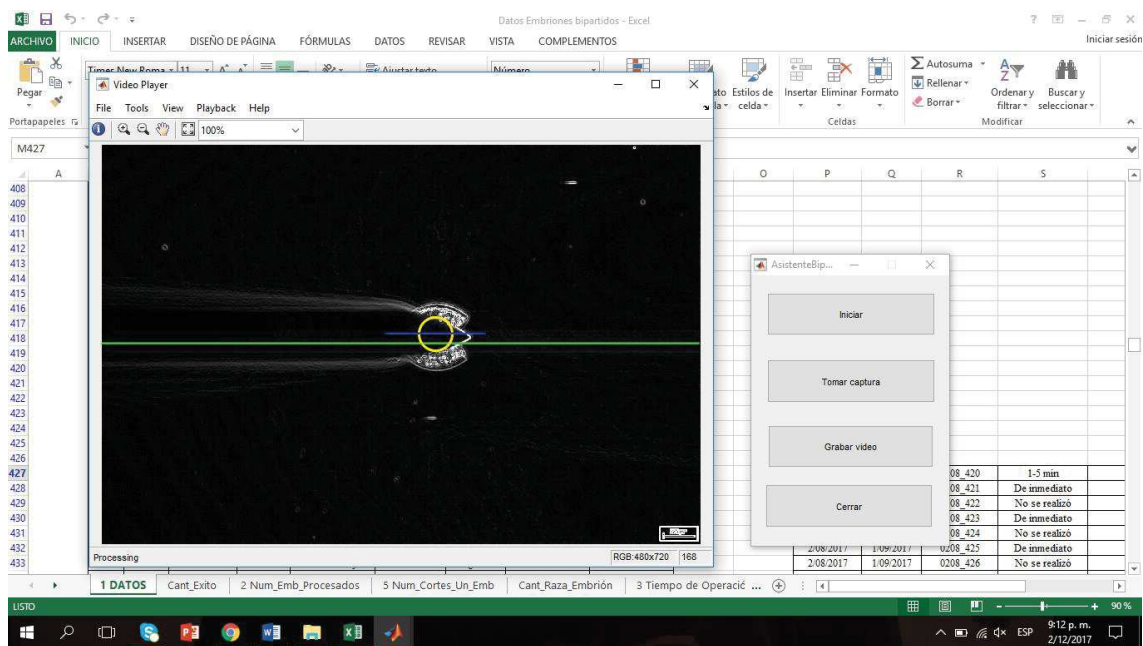 Datos Embriones bipartidos - Excel
ARCHIVO INICIO INSERTAR DISEÑO DE PÁGINA FÓRMULAS DATOS REVISAR VISTA COMPLEMENTOS Iniciar sesión
Pegar
Portapapeles
Timer New Roma 11 Ajustar texto Número
Estilos de celda
Insertar Eliminar Formato
Celdas
Autosuma
Rellenar
Borrar
Ordenar y filtrar
Buscar y seleccionar
Modificar
M427
Video Player
File Tools View Playback Help
100%
Processing RGB:480x720 168
A O P Q R S
408
409
410
411
412
413
414
415
416
417
418
419
420
421
422
423
424
425
426
427 08_420 1-5 min
428 08_421 De inmediato
429 08_422 No se realizó
430 08_423 De inmediato
431 08_424 No se realizó
432 2/08/2017 1/09/2017 0208_425 De inmediato
433 2/08/2017 1/09/2017 0208_426 No se realizó
AsistenteBip...
Iniciar
Tomar captura
Grabar video
Cerrar
1 DATOS Cant_Exito 2 Num_Emb_Procesados 5 Num_Cortes_Un_Emb Cant_Raza_Embrión 3 Tiempo de Operació ...
LISTO 90 %
ESP
9:12 p. m.
2/12/2017